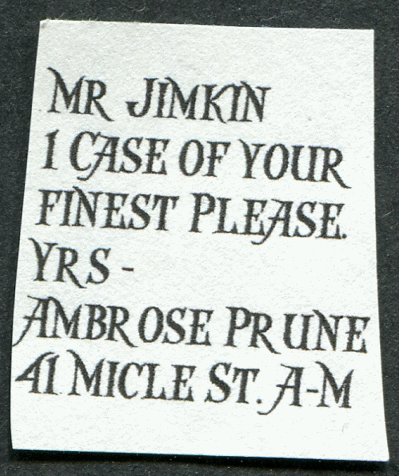 MR JIMKIN
1 CASE OF YOUR
FINEST PLEASE.
YRS -
AMBROSE PRUNE
41 MICLE ST. A-M